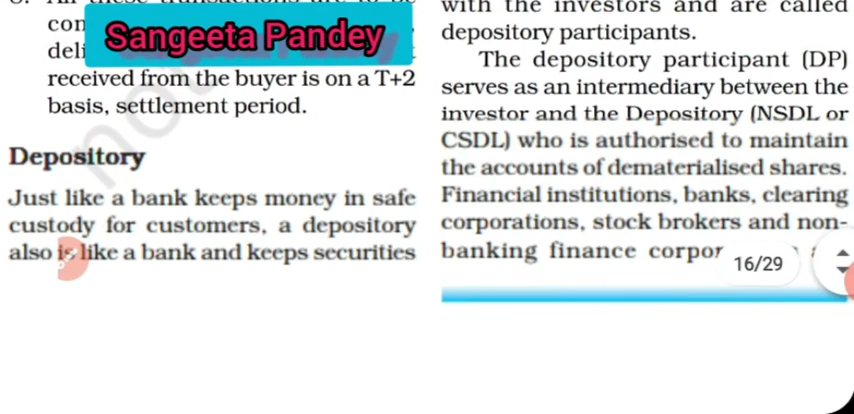 con
Sangeeta Pandey
deli
received from the buyer is on a T+2
basis, settlement period.
Depository
Just like a bank keeps money in safe
custody for customers, a depository
also is like a bank and keeps securities
with the investors and are called
depository participants.
The depository participant (DP)
serves as an intermediary between the
investor and the Depository (NSDL or
CSDL) who is authorised to maintain
the accounts of dematerialised shares.
Financial institutions, banks, clearing
corporations, stock brokers and non-
banking finance corpor
16/29